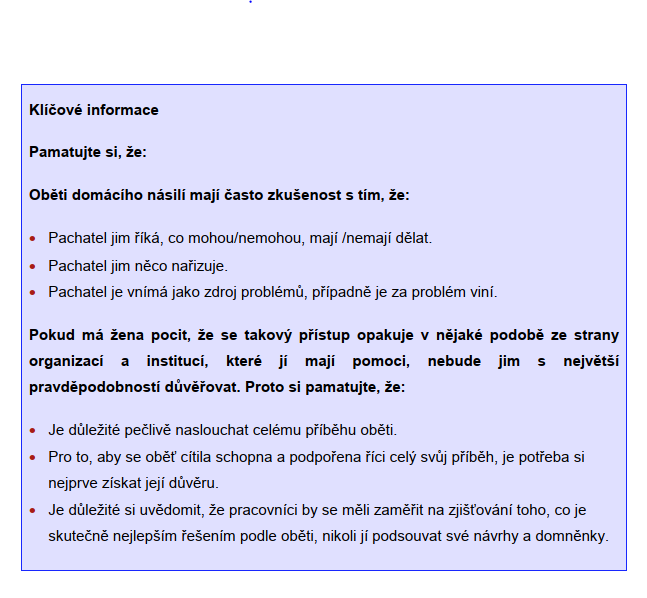 Klíčové informace
Pamatujte si, že:
Oběti domácího násilí mají často zkušenost s tím, že:
• Pachatel jim říká, co mohou/nemohou, mají /nemají dělat.
• Pachatel jim něco nařizuje.
• Pachatel je vnímá jako zdroj problémů, případně je za problém viní.
Pokud má žena pocit, že se takový přístup opakuje v nějaké podobě ze strany
organizací a institucí, které jí mají pomoci, nebude jim s největší
pravděpodobností důvěřovat. Proto si pamatujte, že:
• Je důležité pečlivě naslouchat celému příběhu oběti.
• Pro to, aby se oběť cítila schopna a podpořena říci celý svůj příběh, je potřeba si
nejprve získat její důvěru.
• Je důležité si uvědomit, že pracovníci by se měli zaměřit na zjišťování toho, co je
skutečně nejlepším řešením podle oběti, nikoli jí podsouvat své návrhy a domněnky.